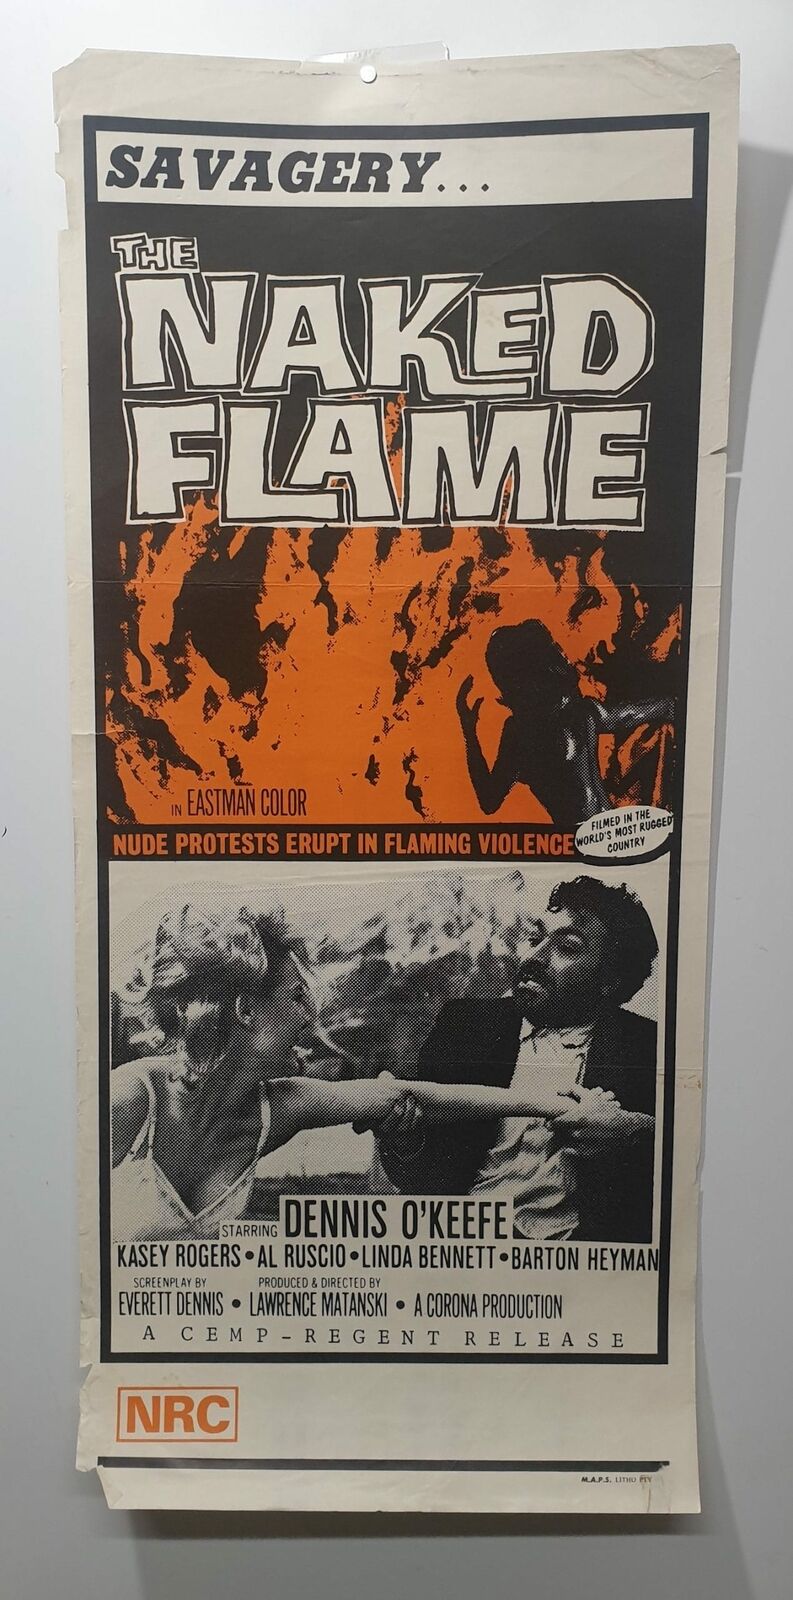 SAVAGERY...
THE
NAKED
FLAME
IN EASTMAN COLOR
NUDE PROTESTS ERUPT IN FLAMING VIOLENCE
FILMED IN THE
WORLD'S MOST RUGGED
COUNTRY
STARRING DENNIS O'KEEFE
KASEY ROGERS • AL RUSCIO • LINDA BENNETT • BARTON HEYMAN
SCREENPLAY BY PRODUCED & DIRECTED BY
EVERETT DENNIS • LAWRENCE MATANSKI • A CORONA PRODUCTION
A CEMP-REGENT RELEASE
NRC
M.A.P.S. LITHO PTY